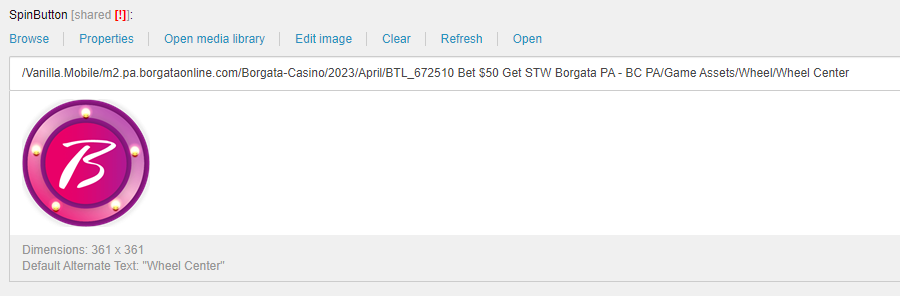 SpinButton [shared [!]]:
Browse Properties Open media library Edit image Clear Refresh Open
/Vanilla.Mobile/m2.pa.borgataonline.com/Borgata-Casino/2023/April/BTL_672510 Bet $50 Get STW Borgata PA - BC PA/Game Assets/Wheel/Wheel Center
B
Dimensions: 361 x 361
Default Alternate Text: "Wheel Center"